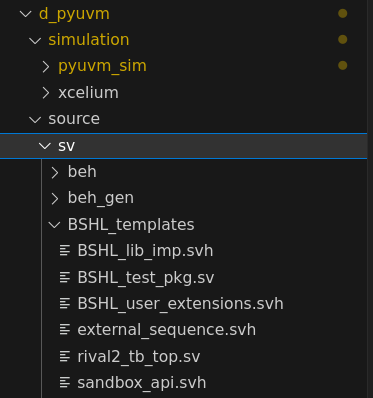 d_pyuvm
simulation
pyuvm_sim
xcelium
source
sv
beh
beh_gen
BSHL_templates
BSHL_lib_imp.svh
BSHL_test_pkg.sv
BSHL_user_extensions.svh
external_sequence.svh
rival2_tb_top.sv
sandbox_api.svh